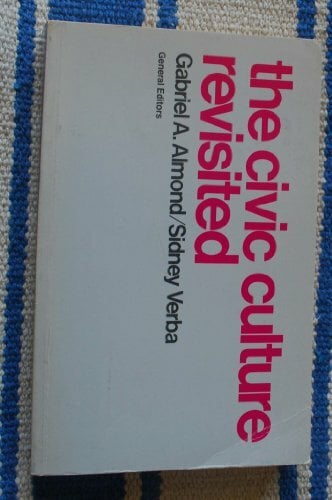 the civic culture
revisited
Gabriel A. Almond/Sidney Verba
General Editors